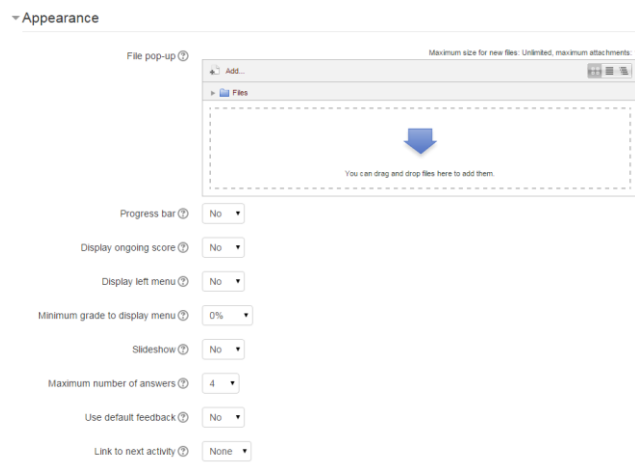 Appearance
File pop-up
Maximum size for new files: Unlimited, maximum attachments:
Add...
Files
You can drag and drop files here to add them.
Progress bar No
Display ongoing score No
Display left menu No
Minimum grade to display menu 0%
Slideshow No
Maximum number of answers 4
Use default feedback No
Link to next activity None